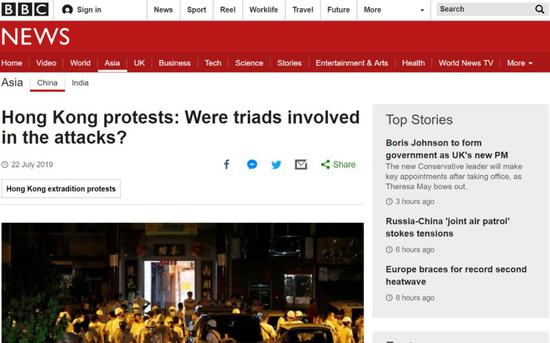 BBC Sign in News Sport Reel Worklife Travel Future More Search
NEWS
Home Video World Asia UK Business Tech Science Stories Entertainment & Arts Health World News TV More
Asia China India
Hong Kong protests: Were triads involved
in the attacks?
22 July 2019
Share
Hong Kong extradition protests
Top Stories
Boris Johnson to form
government as UK's new PM
The new Conservative leader will make
key appointments after taking office, as
Theresa May bows out.
3 hours ago
Russia-China 'joint air patrol'
stokes tensions
6 hours ago
Europe braces for record second
heatwave
8 hours ago